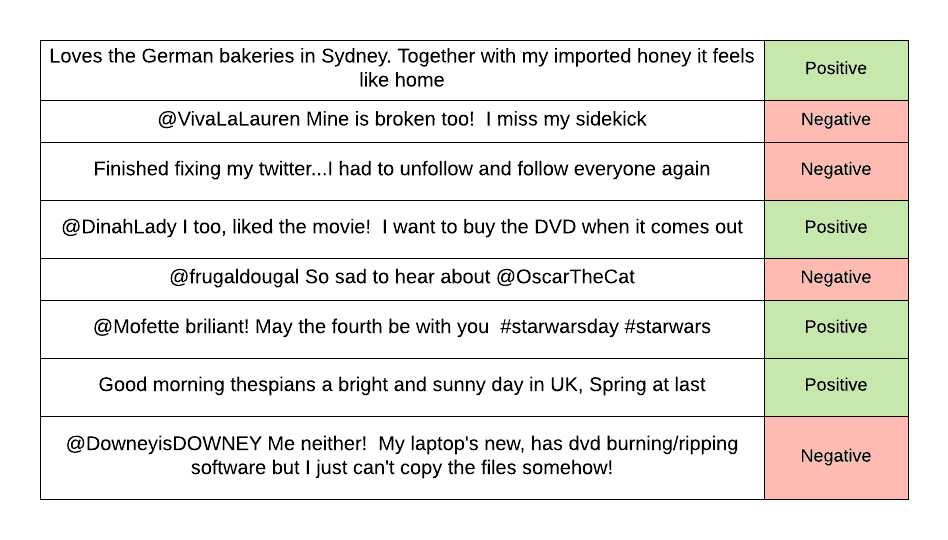 Loves the German bakeries in Sydney. Together with my imported honey it feels
like home
Positive
@VivaLaLauren Mine is broken too!  I miss my sidekick
Negative
Finished fixing my twitter...I had to unfollow and follow everyone again
Negative
@DinahLady I too, liked the movie!  I want to buy the DVD when it comes out
Positive
@frugaldougal So sad to hear about @OscarTheCat
Negative
@Mofette briliant! May the fourth be with you  #starwarsday #starwars
Positive
Good morning thespians a bright and sunny day in UK, Spring at last
Positive
@DowneyisDOWNEY Me neither!  My laptop's new, has dvd burning/ripping
software but I just can't copy the files somehow!
Negative